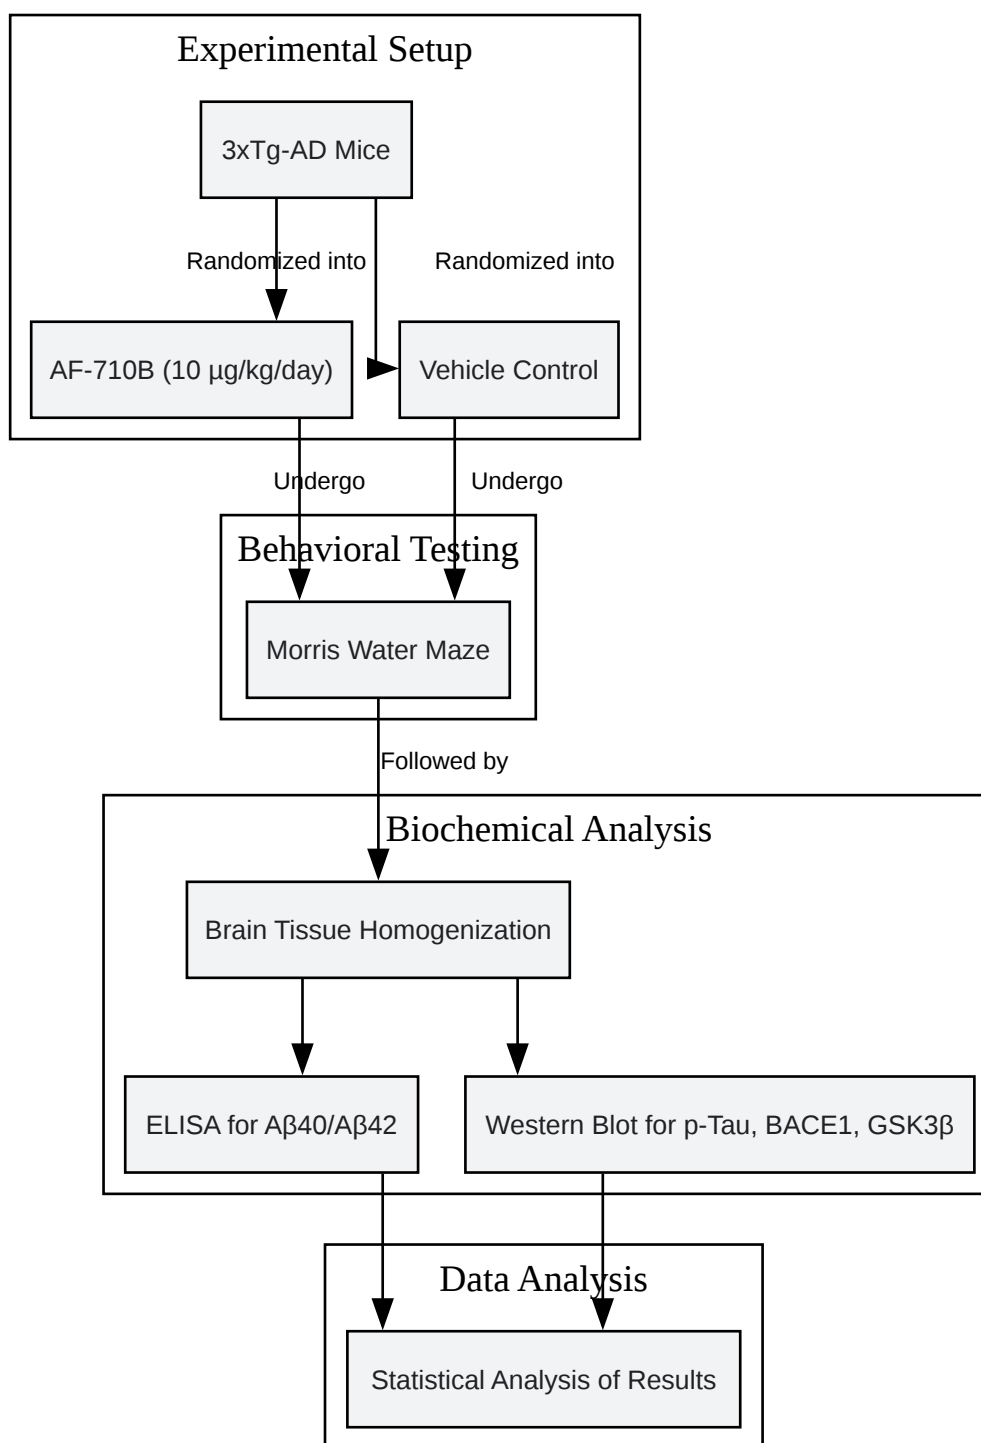 Experimental Setup
3xTg-AD Mice
Randomized into
Randomized into
AF-710B (10 µg/kg/day)
Vehicle Control
Undergo
Undergo
Behavioral Testing
Morris Water Maze
Followed by
Biochemical Analysis
Brain Tissue Homogenization
ELISA for Aβ40/Aβ42
Western Blot for p-Tau, BACE1, GSK3β
Data Analysis
Statistical Analysis of Results